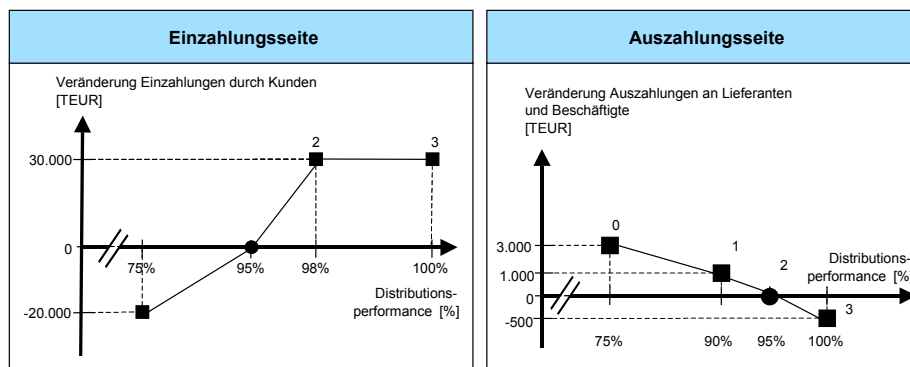 Einzahlungsseite
Veränderung Einzahlungen durch Kunden
[TEUR]
2
3
30.000
0
75%
95%
98%
100%
Distributions-
performance [%]
-20.000
Auszahlungsseite
Veränderung Auszahlungen an Lieferanten
und Beschäftigte
[TEUR]
0
3.000
1
1.000
2
Distributions-
performance [%
0
3
-500
75%
90%
95%
100%